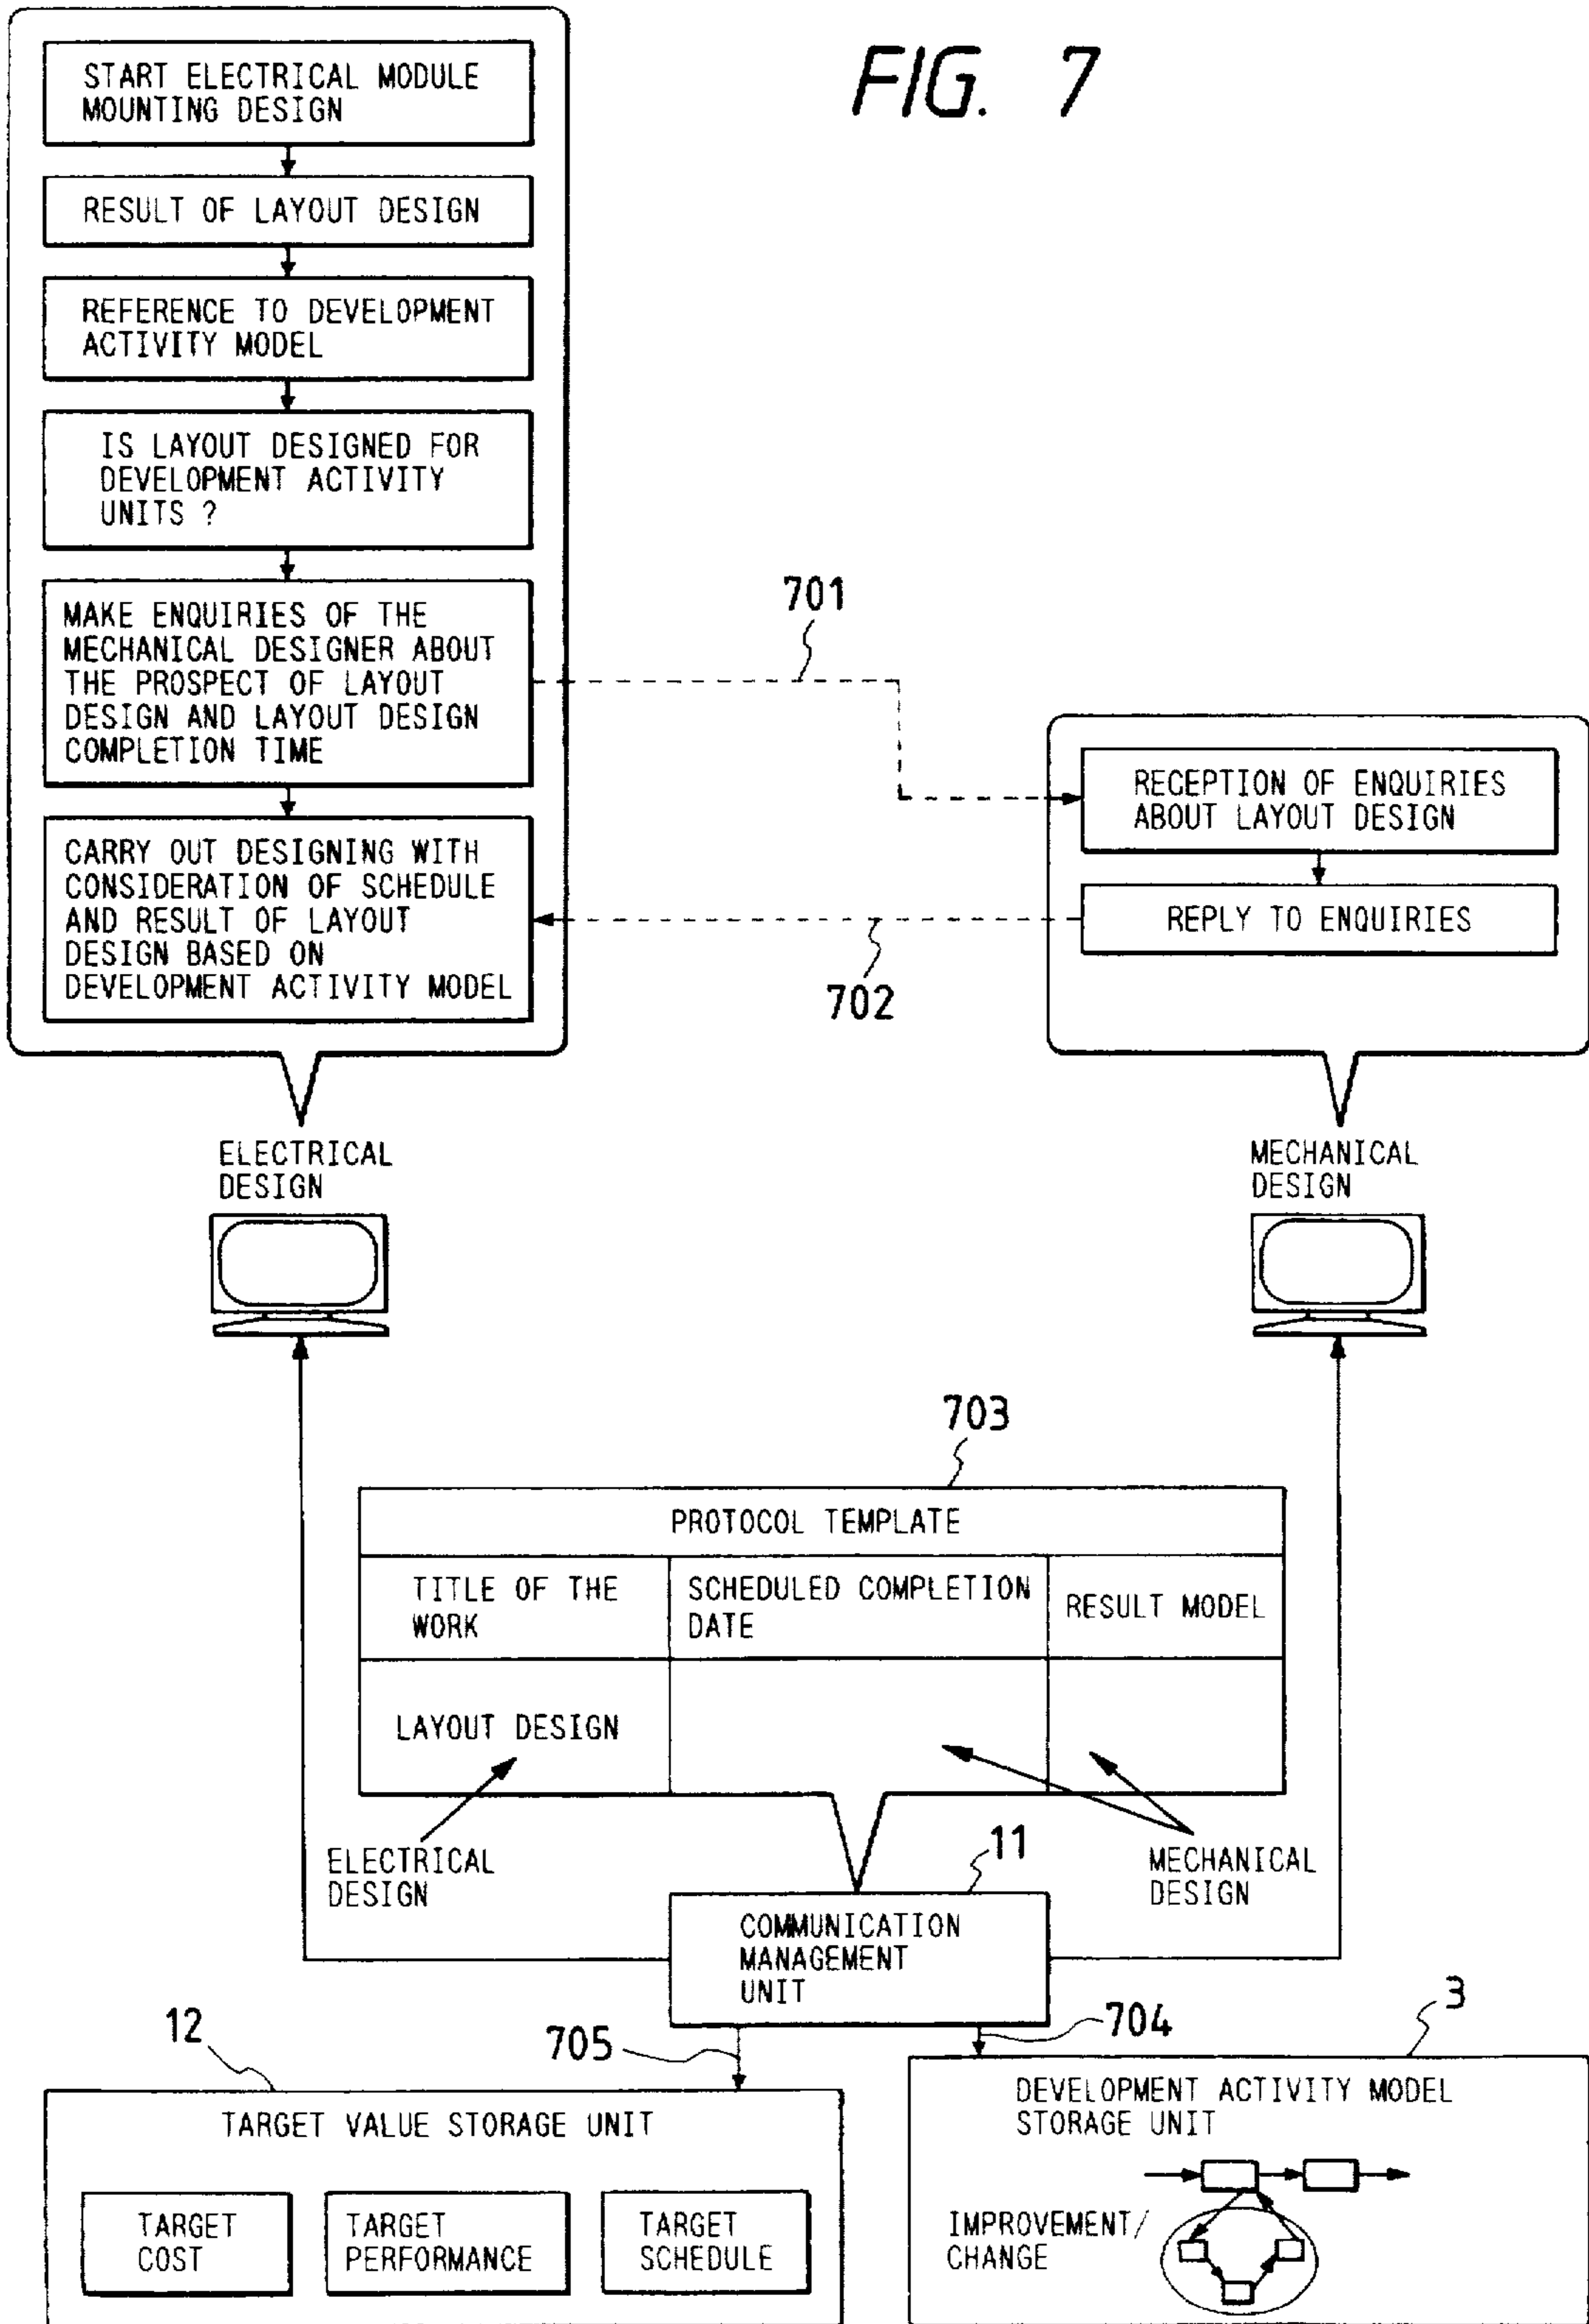 FIG. 7
START ELECTRICAL MODULE
MOUNTING DESIGN
RESULT OF LAYOUT DESIGN
REFERENCE TO DEVELOPMENT
ACTIVITY MODEL
IS LAYOUT DESIGNED FOR
DEVELOPMENT ACTIVITY
UNITS ?
MAKE ENQUIRIES OF THE
MECHANICAL DESIGNER ABOUT
THE PROSPECT OF LAYOUT
DESIGN AND LAYOUT DESIGN
COMPLETION TIME
CARRY OUT DESIGNING WITH
CONSIDERATION OF SCHEDULE
AND RESULT OF LAYOUT
DESIGN BASED ON
DEVELOPMENT ACTIVITY MODEL
701
RECEPTION OF ENQUIRIES
ABOUT LAYOUT DESIGN
REPLY TO ENQUIRIES
702
ELECTRICAL
DESIGN
MECHANICAL
DESIGN
703
PROTOCOL TEMPLATE
TITLE OF THE
WORK
SCHEDULED COMPLETION
DATE
RESULT MODEL
LAYOUT DESIGN
ELECTRICAL
DESIGN
MECHANICAL
DESIGN
11
COMMUNICATION
MANAGEMENT
UNIT
12
705
704
3
TARGET VALUE STORAGE UNIT
TARGET
COST
TARGET
PERFORMANCE
TARGET
SCHEDULE
DEVELOPMENT ACTIVITY MODEL
STORAGE UNIT
IMPROVEMENT/
CHANGE